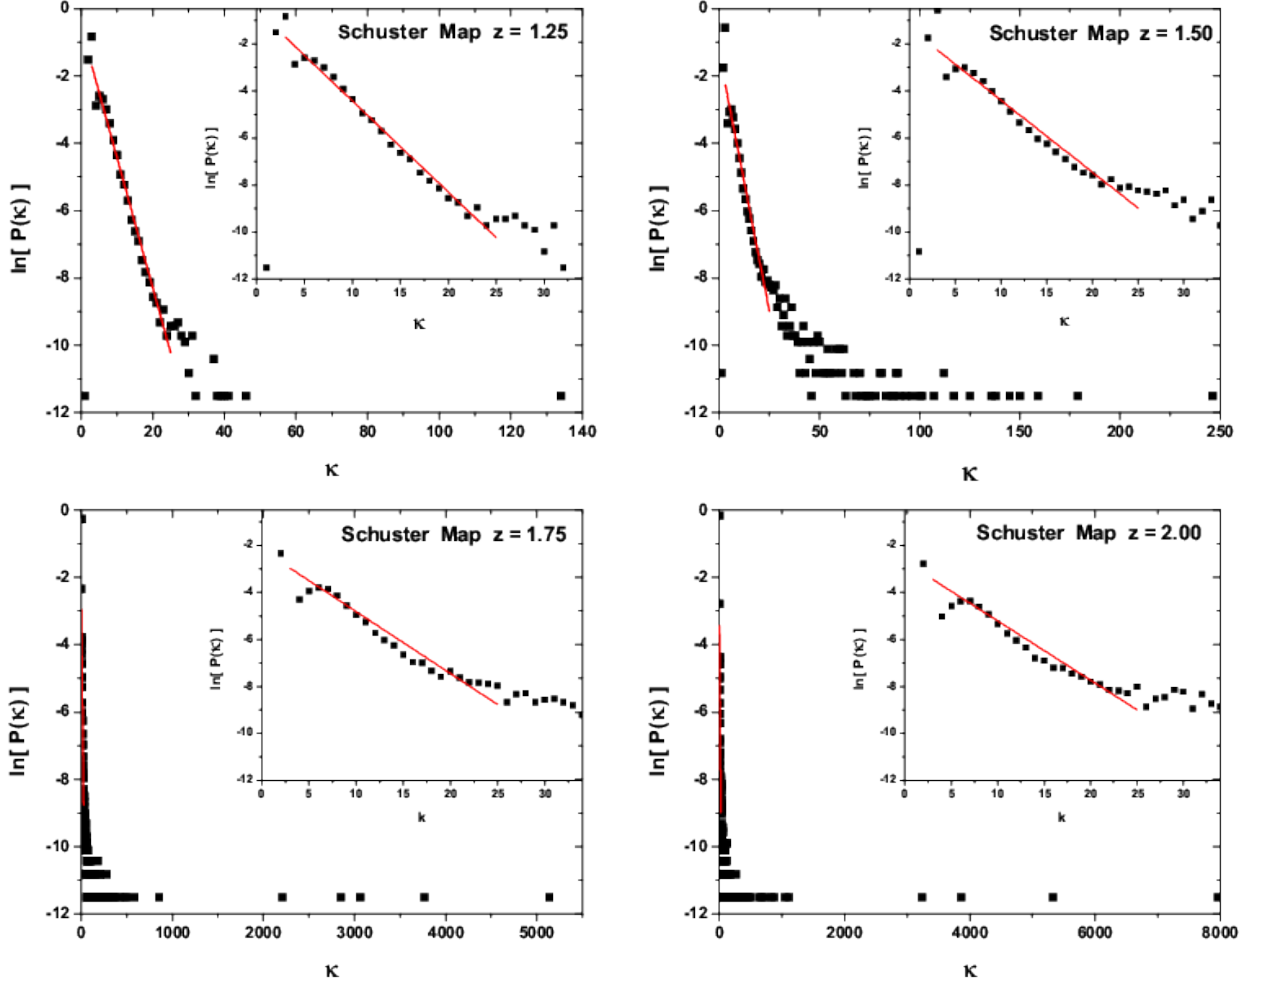 Schuster Map z = 1.25
ln[ P(κ) ]
0
-2
-4
-6
-8
-10
-12
0 20 40 60 80 100 120 140
κ
ln[ P(κ) ]
-2
-4
-6
-8
-10
-12
0 5 10 15 20 25 30
κ
Schuster Map z = 1.50
ln[ P(κ) ]
0
-2
-4
-6
-8
-10
-12
0 50 100 150 200 250
κ
ln[ P(κ) ]
-2
-4
-6
-8
-10
-12
0 5 10 15 20 25 30
κ
Schuster Map z = 1.75
ln[ P(κ) ]
0
-2
-4
-6
-8
-10
-12
0 1000 2000 3000 4000 5000
κ
ln[ P(κ) ]
-2
-4
-6
-8
-10
-12
0 5 10 15 20 25 30
k
Schuster Map z = 2.00
ln[ P(κ) ]
0
-2
-4
-6
-8
-10
-12
0 2000 4000 6000 8000
κ
ln[ P(κ) ]
-2
-4
-6
-8
-10
-12
0 5 10 15 20 25 30
k